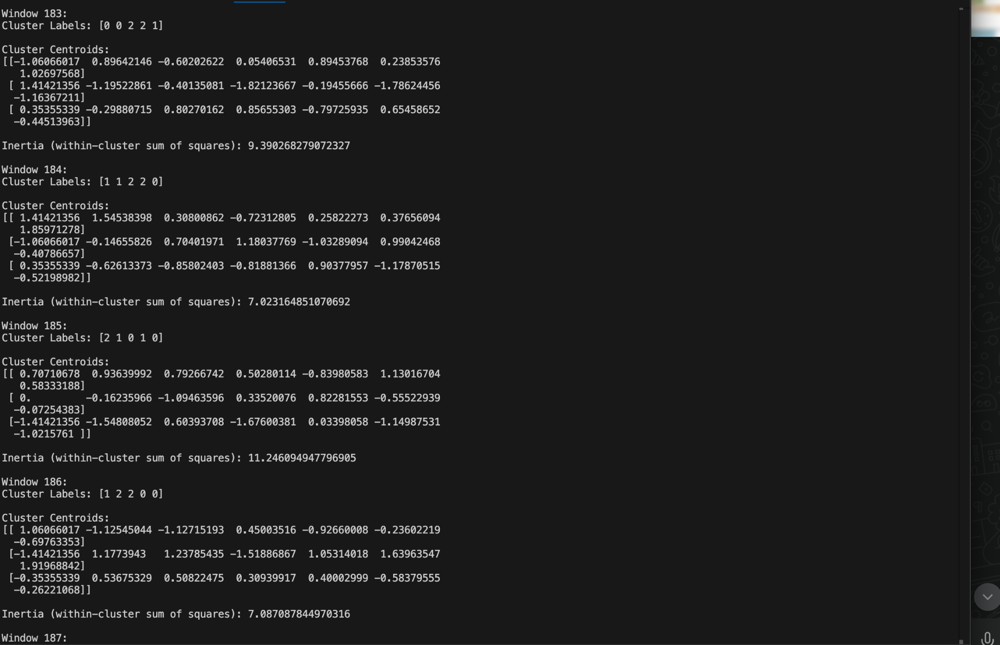 Window 183:
Cluster Labels: [0 0 2 2 1]
Cluster Centroids:
[[-1.06066017  0.89642146 -0.60202622  0.05406531  0.89453768  0.23853576
   1.02697568]
 [ 1.41421356 -1.19522861 -0.40135081 -1.82123667 -0.19455666 -1.78624456
  -1.16367211]
 [ 0.35355339 -0.29880715  0.80270162  0.85655303 -0.79725935  0.65458652
  -0.44513963]]
Inertia (within-cluster sum of squares): 9.390268279072327
Window 184:
Cluster Labels: [1 1 2 2 0]
Cluster Centroids:
[[ 1.41421356  1.54538398  0.30800862 -0.72312805  0.25822273  0.37656094
   1.85971278]
 [-1.06066017 -0.14655826  0.70401971  1.18037769 -1.03289094  0.99042468
  -0.40786657]
 [ 0.35355339 -0.62613373 -0.85802403 -0.81881366  0.90377957 -1.17870515
  -0.52198982]]
Inertia (within-cluster sum of squares): 7.023164851070692
Window 185:
Cluster Labels: [2 1 0 1 0]
Cluster Centroids:
[[ 0.70710678  0.93639992  0.79266742  0.50280114 -0.83980583  1.13016704
   0.58333188]
 [ 0.         -0.16235966 -1.09463596  0.33520076  0.82281553 -0.55522939
  -0.07254383]
 [-1.41421356 -1.54808052  0.60393708 -1.67600381  0.03398058 -1.14987531
  -1.0215761 ]]
Inertia (within-cluster sum of squares): 11.246094947796905
Window 186:
Cluster Labels: [1 2 2 0 0]
Cluster Centroids:
[[ 1.06066017 -1.12545044 -1.12715193  0.45003516 -0.92660008 -0.23602219
  -0.69763353]
 [-1.41421356  1.1773943   1.23785435 -1.51886867  1.05314018  1.63963547
   1.91968842]
 [-0.35355339  0.53675329  0.50822475  0.30939917  0.40002999 -0.58379555
  -0.26221068]]
Inertia (within-cluster sum of squares): 7.087087844970316
Window 187: